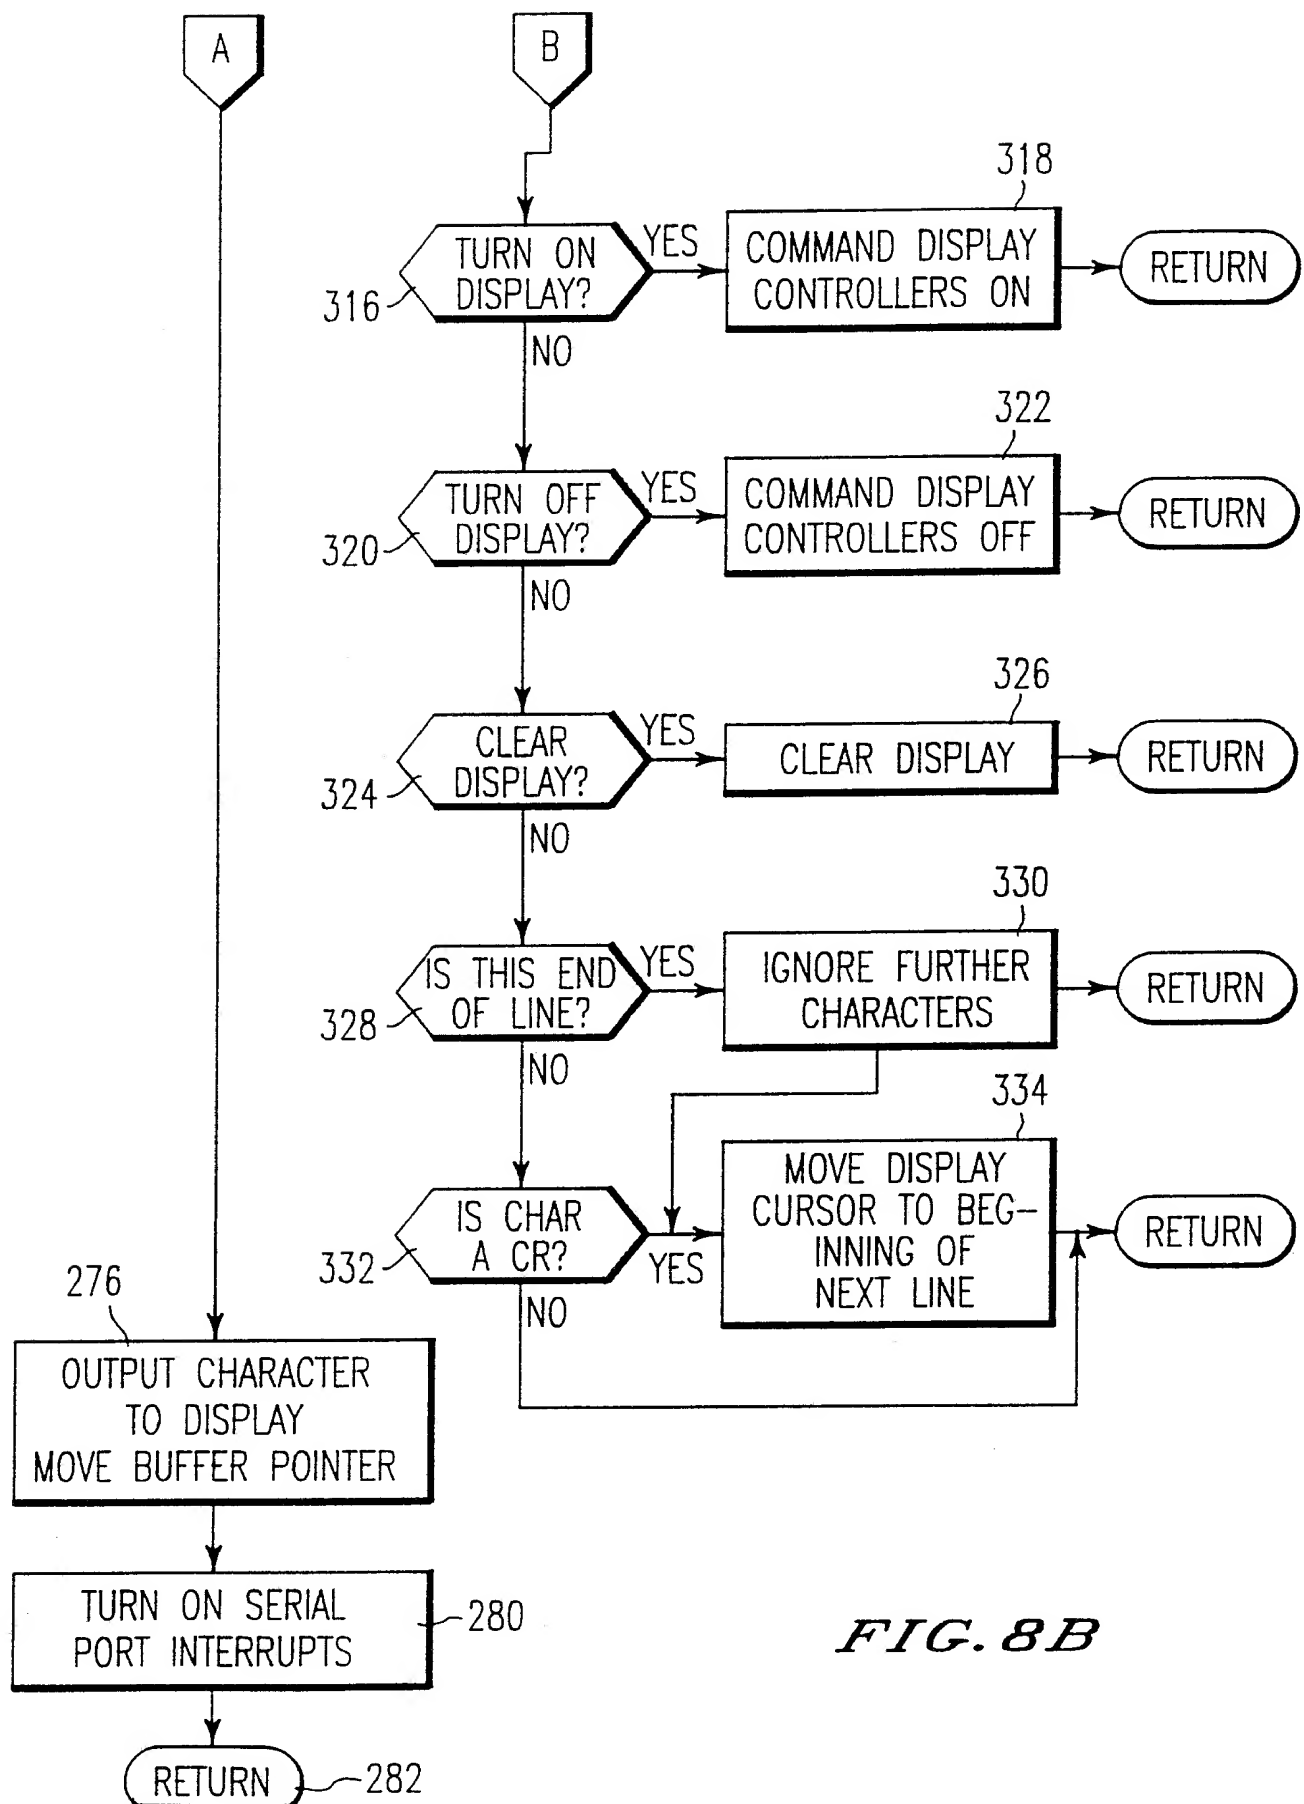 A
B
318
TURN ON
DISPLAY?
YES
COMMAND DISPLAY
CONTROLLERS ON
RETURN
316
NO
322
TURN OFF
DISPLAY?
YES
COMMAND DISPLAY
CONTROLLERS OFF
RETURN
320
NO
326
CLEAR
DISPLAY?
YES
CLEAR DISPLAY
RETURN
324
NO
330
IS THIS END
OF LINE?
YES
IGNORE FURTHER
CHARACTERS
RETURN
328
NO
334
IS CHAR
A CR?
YES
MOVE DISPLAY
CURSOR TO BEG-
INNING OF
NEXT LINE
RETURN
332
NO
276
OUTPUT CHARACTER
TO DISPLAY
MOVE BUFFER POINTER
TURN ON SERIAL
PORT INTERRUPTS
280
RETURN
282
FIG. 8B